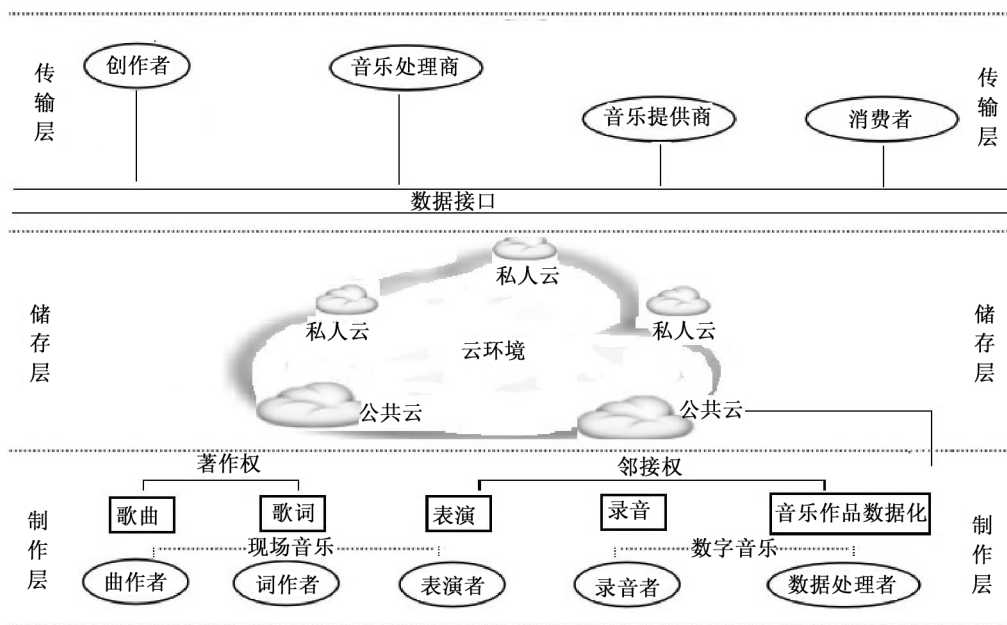 传输层
创作者
音乐处理商
音乐提供商
消费者
传输层
数据接口
储存层
私人云
私人云
私人云
云环境
公共云
公共云
储存层
制作层
著作权
邻接权
歌曲
歌词
表演
录音
音乐作品数据化
现场音乐
数字音乐
曲作者
词作者
表演者
录音者
数据处理者
制作层